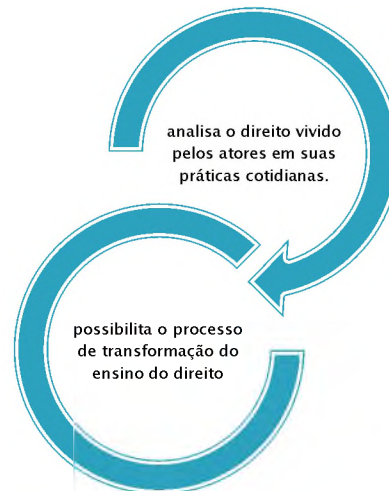 analisa o direito vivido
pelos atores em suas
práticas cotidianas.
possibilita o processo
de transformação do
ensino do direito